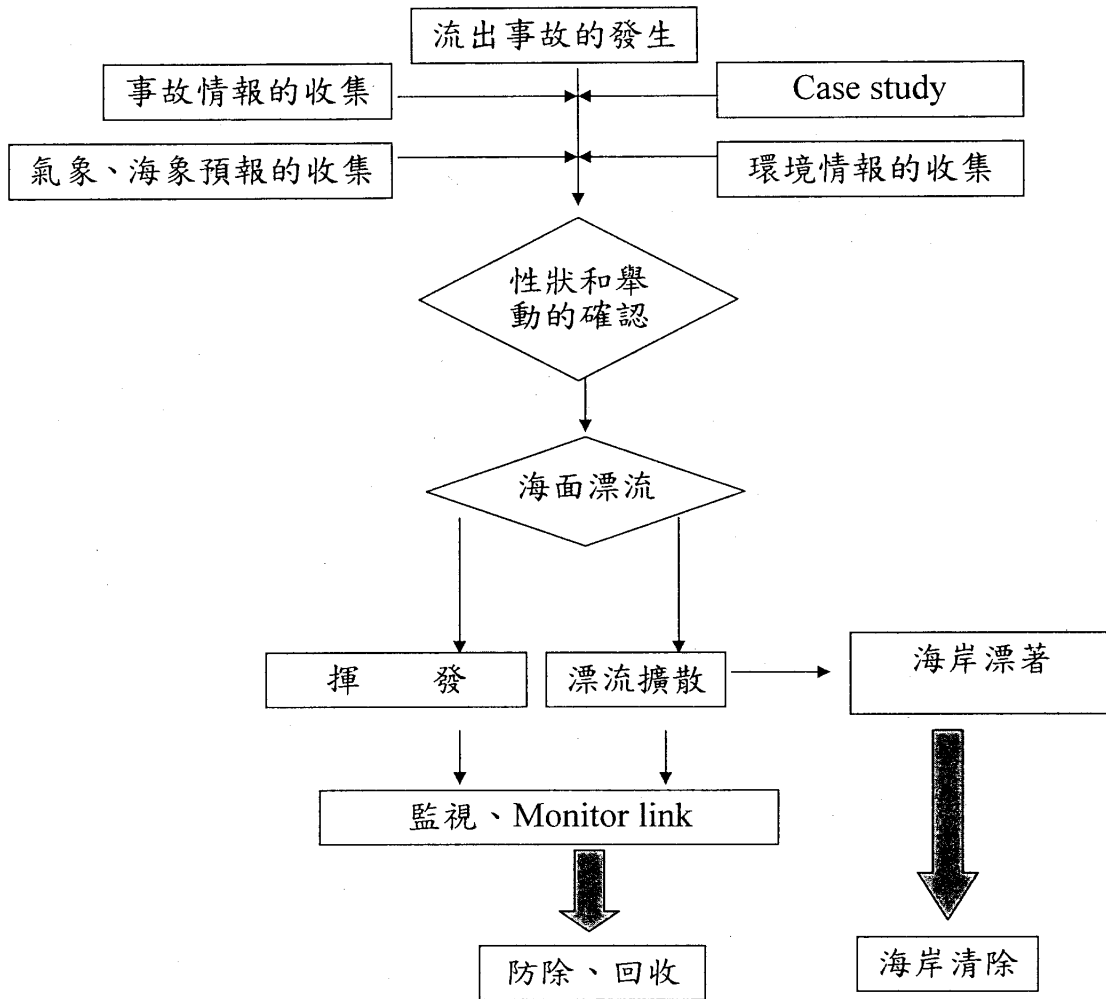 流出事故的發生
事故情報的收集
Case study
氣象、海象預報的收集
環境情報的收集
性狀和舉
動的確認
海面漂流
揮 發
漂流擴散
海岸漂著
監視、Monitor link
防除、回收
海岸清除